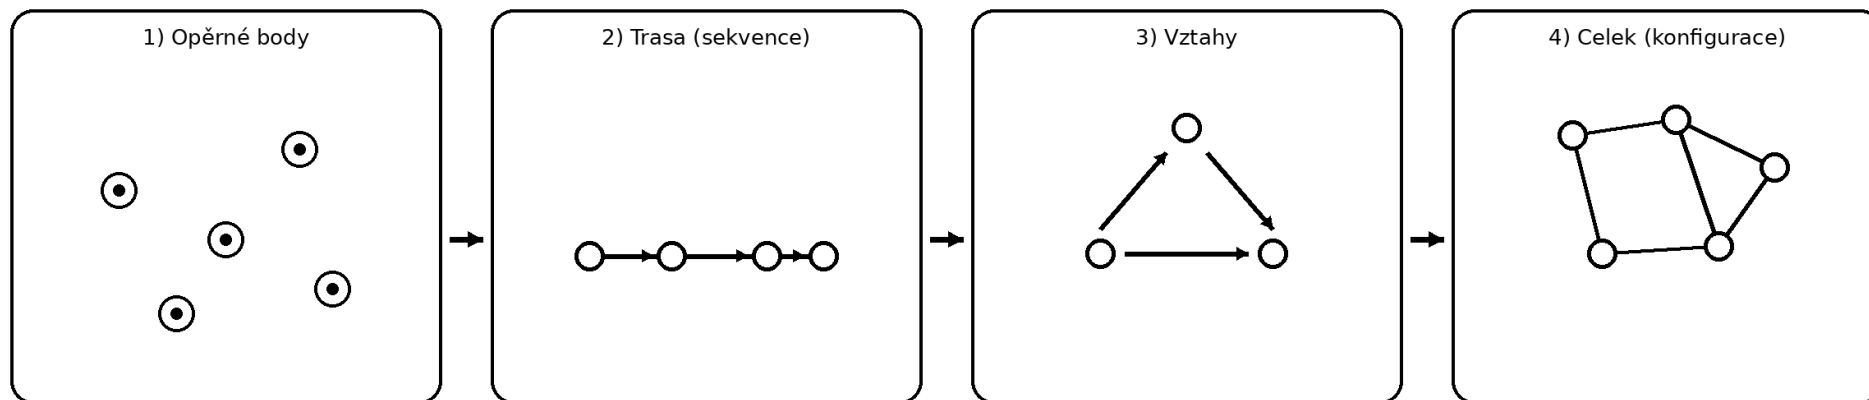 1) Opěrné body
2) Trasa (sekvence)
3) Vztahy
4) Celek (konfigurace)